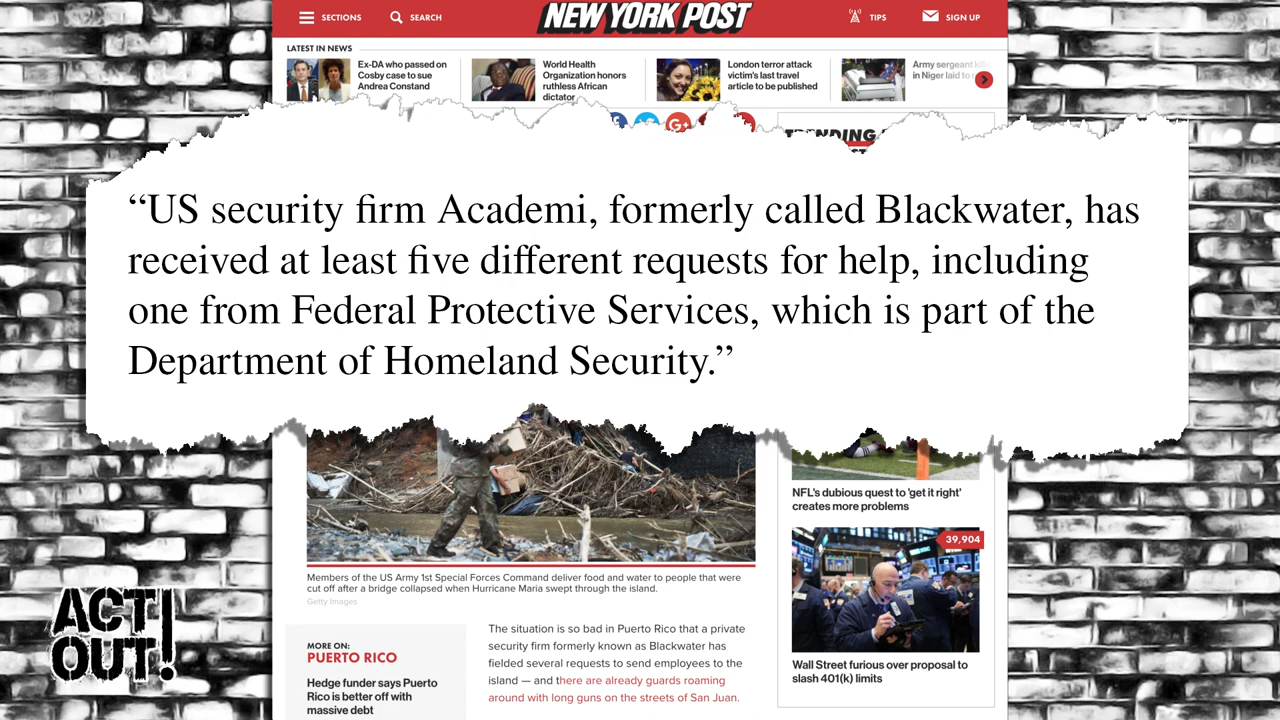 SECTIONS
SEARCH
NEW YORK POST
TIPS
SIGN UP
LATEST IN NEWS
Ex-DA who passed on
Cosby case to sue
Andrea Constand
World Health
Organization honors
ruthless African
dictator
London terror attack
victim's last travel
article to be published
Army sergeant
in Niger laid to
G+
TRENDING
“US security firm Academi, formerly called Blackwater, has
received at least five different requests for help, including
one from Federal Protective Services, which is part of the
Department of Homeland Security.”
Members of the US Army 1st Special Forces Command deliver food and water to people that were
cut off after a bridge collapsed when Hurricane Maria swept through the island.
Getty Images
MORE ON:
PUERTO RICO
Hedge funder says Puerto
Rico is better off with
massive debt
The situation is so bad in Puerto Rico that a private
security firm formerly known as Blackwater has
fielded several requests to send employees to the
island — and there are already guards roaming
around with long guns on the streets of San Juan.
NFL's dubious quest to 'get it right'
creates more problems
39,904
Wall Street furious over proposal to
slash 401(k) limits
ACT
OUT!